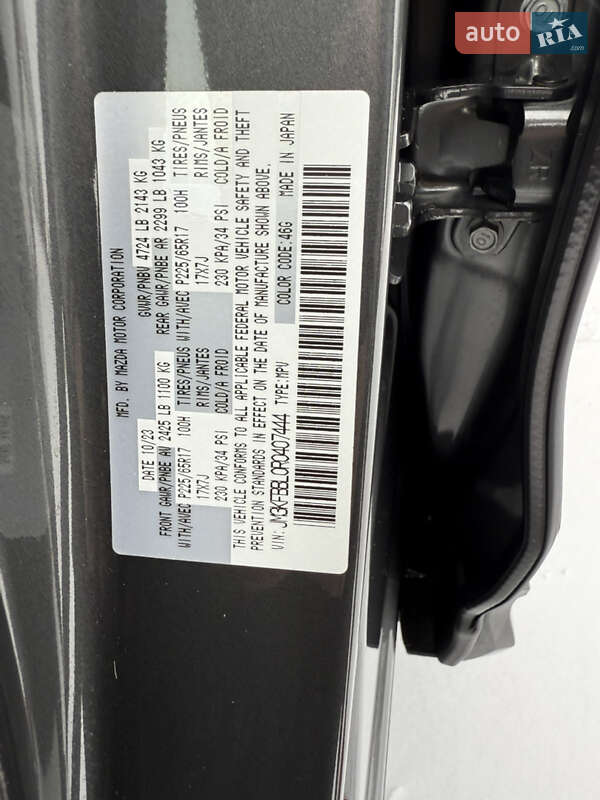 auto RIA.com
MFD. BY MAZDA MOTOR CORPORATION
DATE 10/23 GVWR/PNBV 4724 LB 2143 KG
FRONT GAWR/PNBE AV 2425 LB 1100 KG REAR GAWR/PNBE AR 2299 LB 1043 KG
WITH/AVEC P225/65R17 100H TIRES/PNEUS WITH/AVEC P225/65R17 100H TIRES/PNEUS
17X7J RIMS/JANTES 17X7J RIMS/JANTES
230 KPA/34 PSI COLD/A FROID 230 KPA/34 PSI COLD/A FROID
THIS VEHICLE CONFORMS TO ALL APPLICABLE FEDERAL MOTOR VEHICLE SAFETY AND THEFT
PREVENTION STANDARDS IN EFFECT ON THE DATE OF MANUFACTURE SHOWN ABOVE.
VIN: JM3KFBBL0R0407444 TYPE:MPV COLOR CODE:46G MADE IN JAPAN